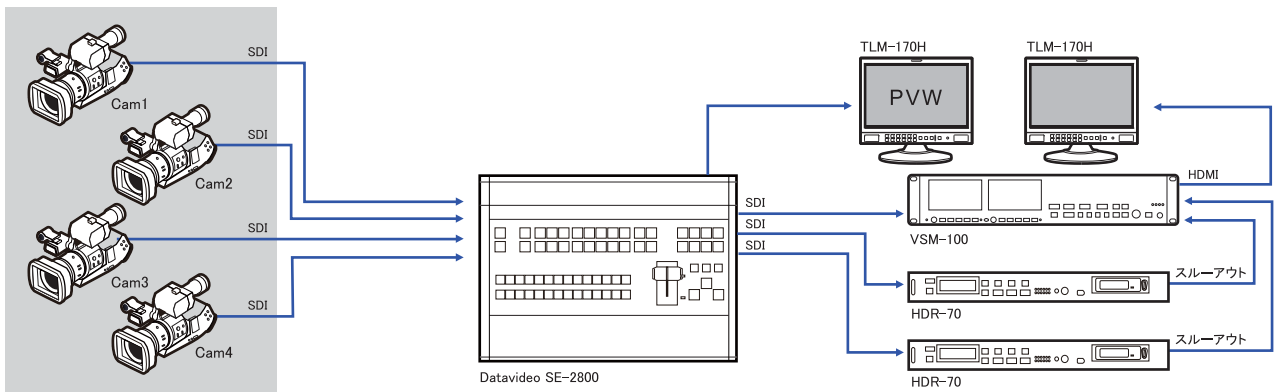 SDI
Cam1
SDI
Cam2
SDI
Cam3
SDI
Cam4
Datavideo SE-2800
SDI
SDI
SDI
TLM-170H
PVW
TLM-170H
HDMI
VSM-100
スルーアウト
HDR-70
スルーアウト
HDR-70